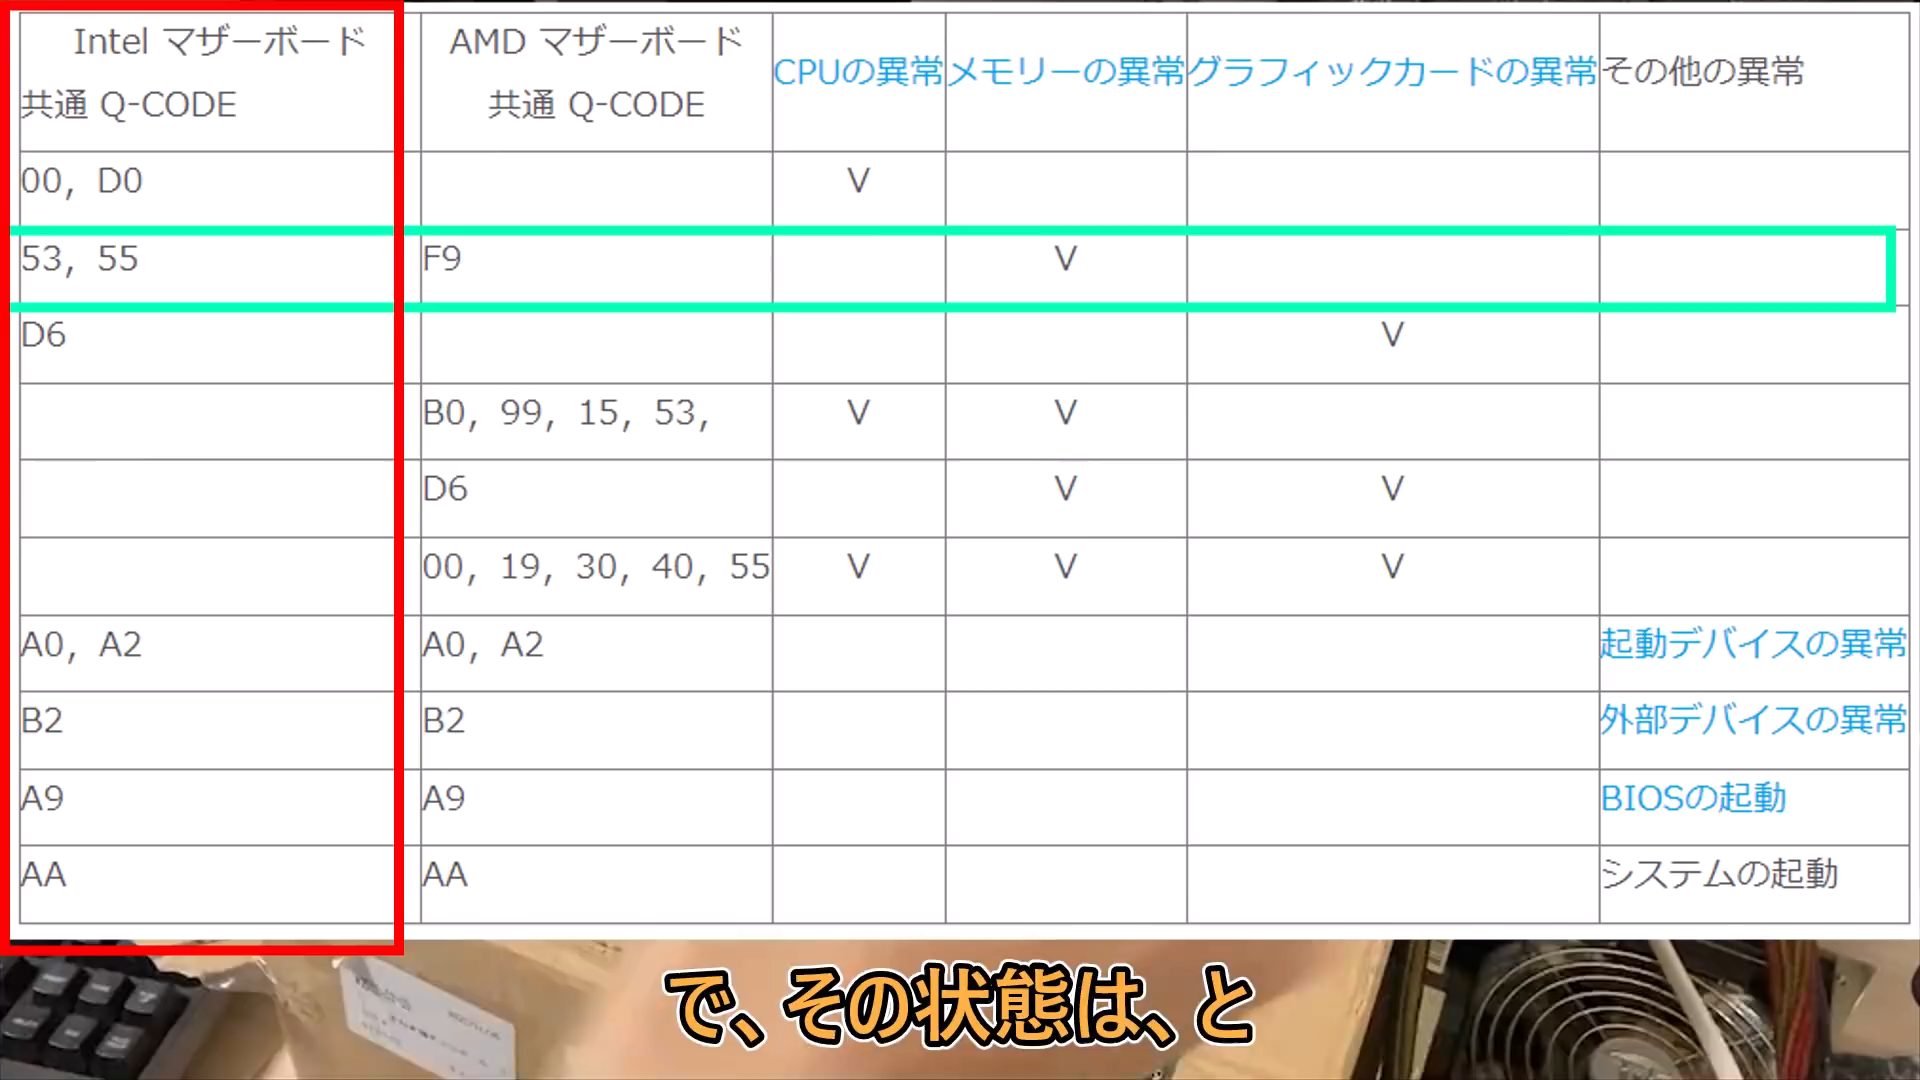 Intel マザーボード
共通 Q-CODE
AMD マザーボード
共通 Q-CODE
CPUの異常
メモリーの異常
グラフィックカードの異常
その他の異常
00, D0 V
53, 55 F9 V
D6 V
B0, 99, 15, 53, V V
D6 V V
00, 19, 30, 40, 55 V V V
A0, A2 A0, A2 起動デバイスの異常
B2 B2 外部デバイスの異常
A9 A9 BIOSの起動
AA AA システムの起動
で、その状態は、と